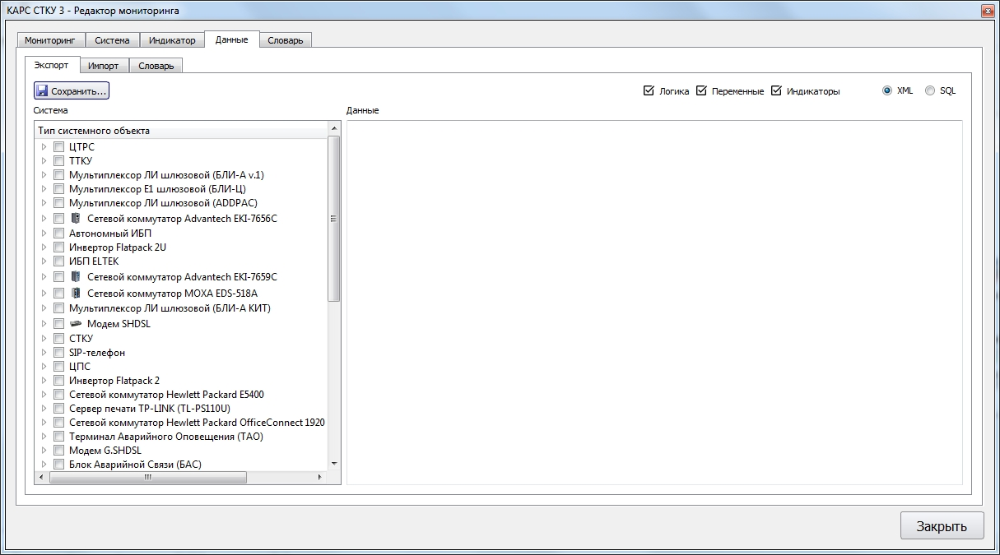 КАРС СТКУ 3 - Редактор мониторинга
Мониторинг Система Индикатор Данные Словарь
Экспорт Импорт Словарь
Сохранить... Логика Переменные Индикаторы XML SQL
Система Данные
Тип системного объекта
ЦТРС
ТТКУ
Мультиплексор ЛИ шлюзовой (БЛИ-А v.1)
Мультиплексор Е1 шлюзовой (БЛИ-Ц)
Мультиплексор ЛИ шлюзовой (ADDPAC)
Сетевой коммутатор Advantech EKI-7656C
Автономный ИБП
Инвертор Flatpack 2U
ИБП ELTEK
Сетевой коммутатор Advantech EKI-7659C
Сетевой коммутатор MOXA EDS-518A
Мультиплексор ЛИ шлюзовой (БЛИ-А КИТ)
Модем SHDSL
СТКУ
SIP-телефон
ЦПС
Инвертор Flatpack 2
Сетевой коммутатор Hewlett Packard E5400
Сервер печати TP-LINK (TL-PS110U)
Сетевой коммутатор Hewlett Packard OfficeConnect 1920
Терминал Аварийного Оповещения (ТАО)
Модем G.SHDSL
Блок Аварийной Связи (БАС)
Закрыть